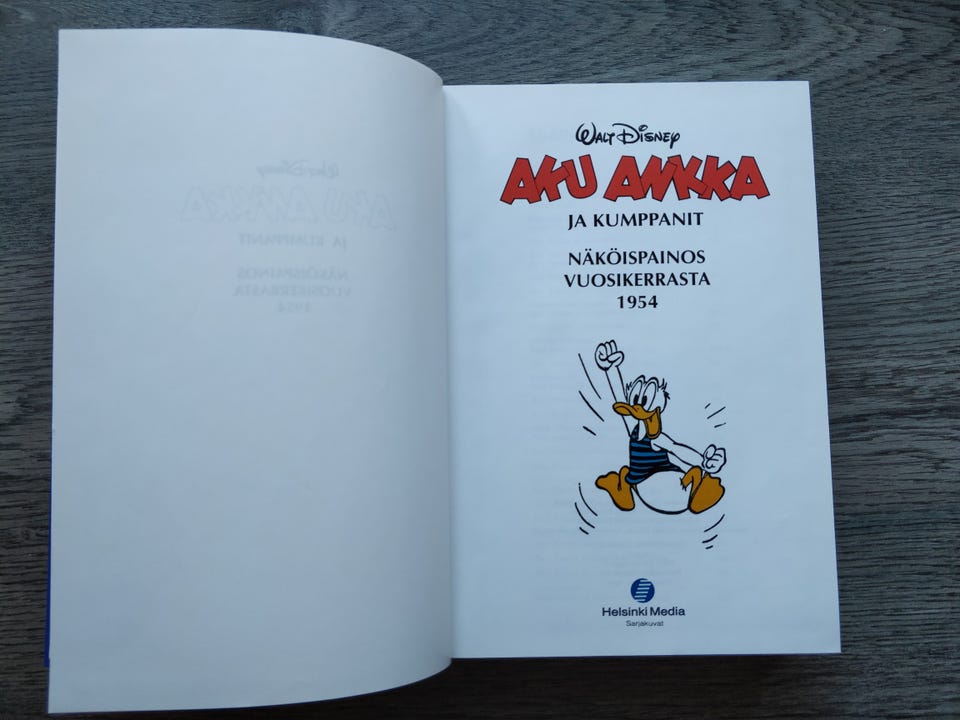 WALT DISNEY
AKU ANKKA
JA KUMPPANIT
NÄKÖISPAINOS
VUOSIKERRASTA
1954
Helsinki Media
Sarjakuvat